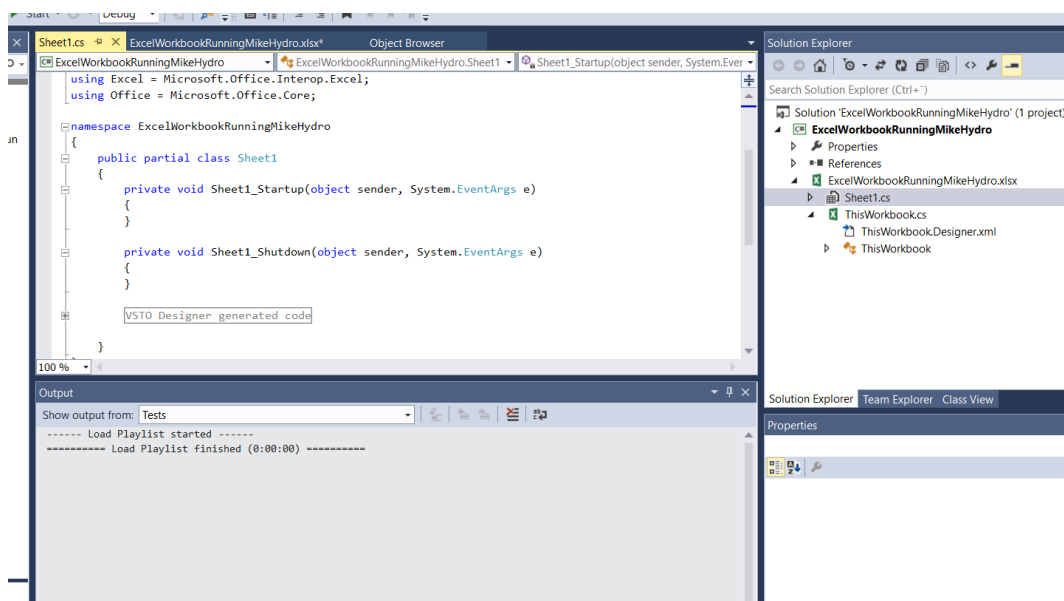 Start
Debug
Sheet1.cs
ExcelWorkbookRunningMikeHydro.xlsx*
Object Browser
ExcelWorkbookRunningMikeHydro
ExcelWorkbookRunningMikeHydro.Sheet1
Sheet1_Startup(object sender, System.Ever
using Excel = Microsoft.Office.Interop.Excel;
using Office = Microsoft.Office.Core;
namespace ExcelWorkbookRunningMikeHydro
{
public partial class Sheet1
{
private void Sheet1_Startup(object sender, System.EventArgs e)
{
}
private void Sheet1_Shutdown(object sender, System.EventArgs e)
{
}
VSTO Designer generated code
}
100 %
Output
Show output from: Tests
------ Load Playlist started ------
========== Load Playlist finished (0:00:00) ==========
Solution Explorer
Search Solution Explorer (Ctrl+¨)
Solution 'ExcelWorkbookRunningMikeHydro' (1 project)
ExcelWorkbookRunningMikeHydro
Properties
References
ExcelWorkbookRunningMikeHydro.xlsx
Sheet1.cs
ThisWorkbook.cs
ThisWorkbook.Designer.xml
ThisWorkbook
Solution Explorer Team Explorer Class View
Properties